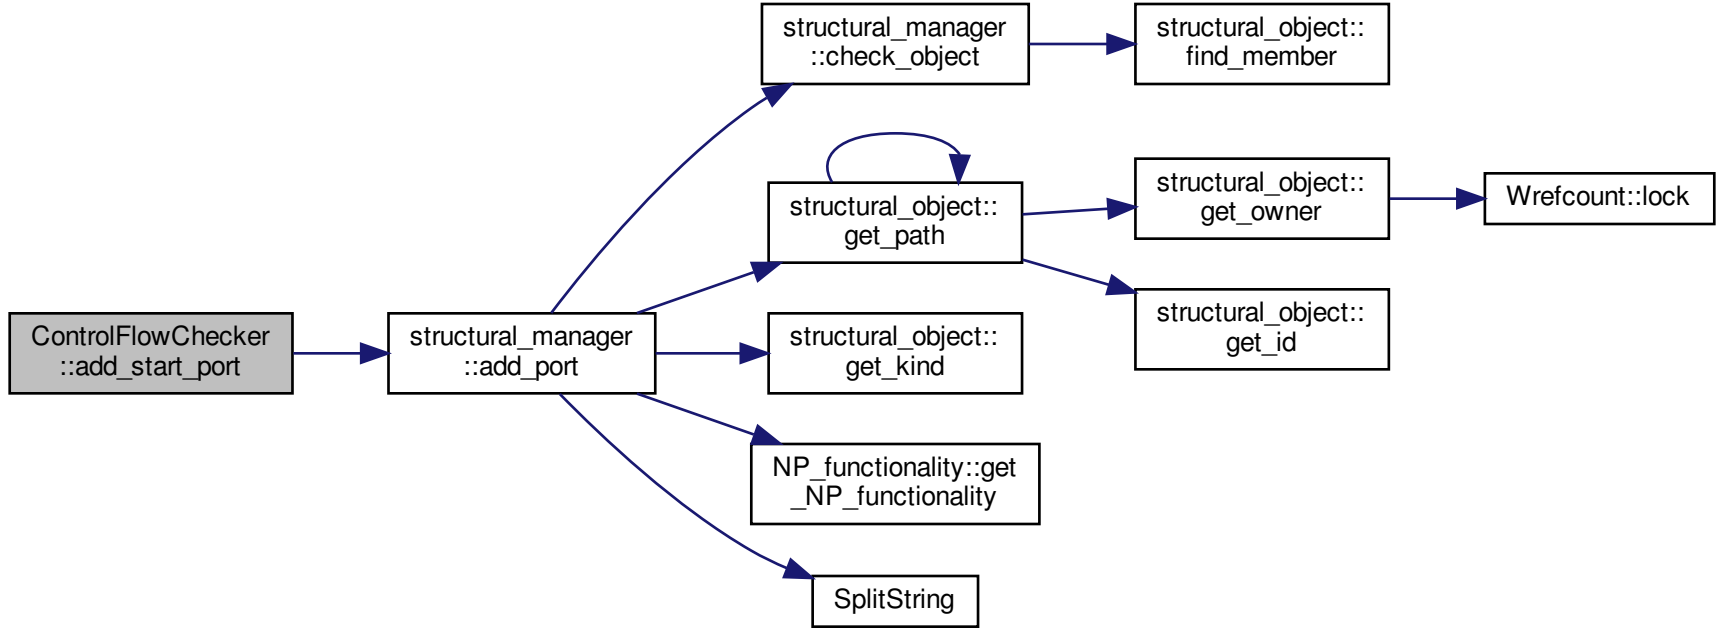 ControlFlowChecker
::add_start_port
structural_manager
::add_port
structural_manager
::check_object
structural_object::
find_member
structural_object::
get_path
structural_object::
get_owner
Wrefcount::lock
structural_object::
get_id
structural_object::
get_kind
NP_functionality::get
_NP_functionality
SplitString